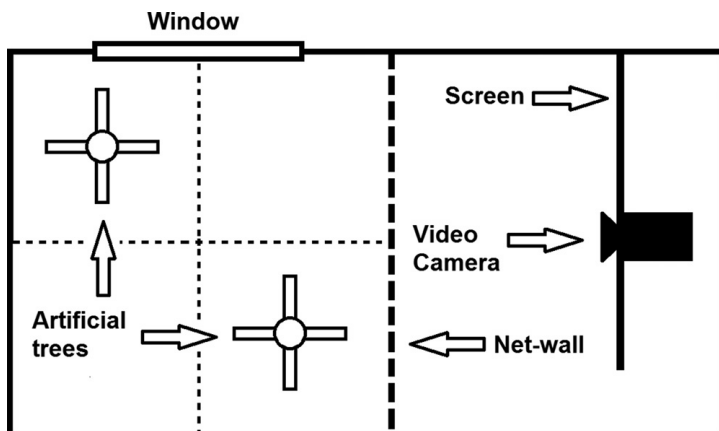 Window
Screen
Video
Camera
Artificial
trees
Net-wall